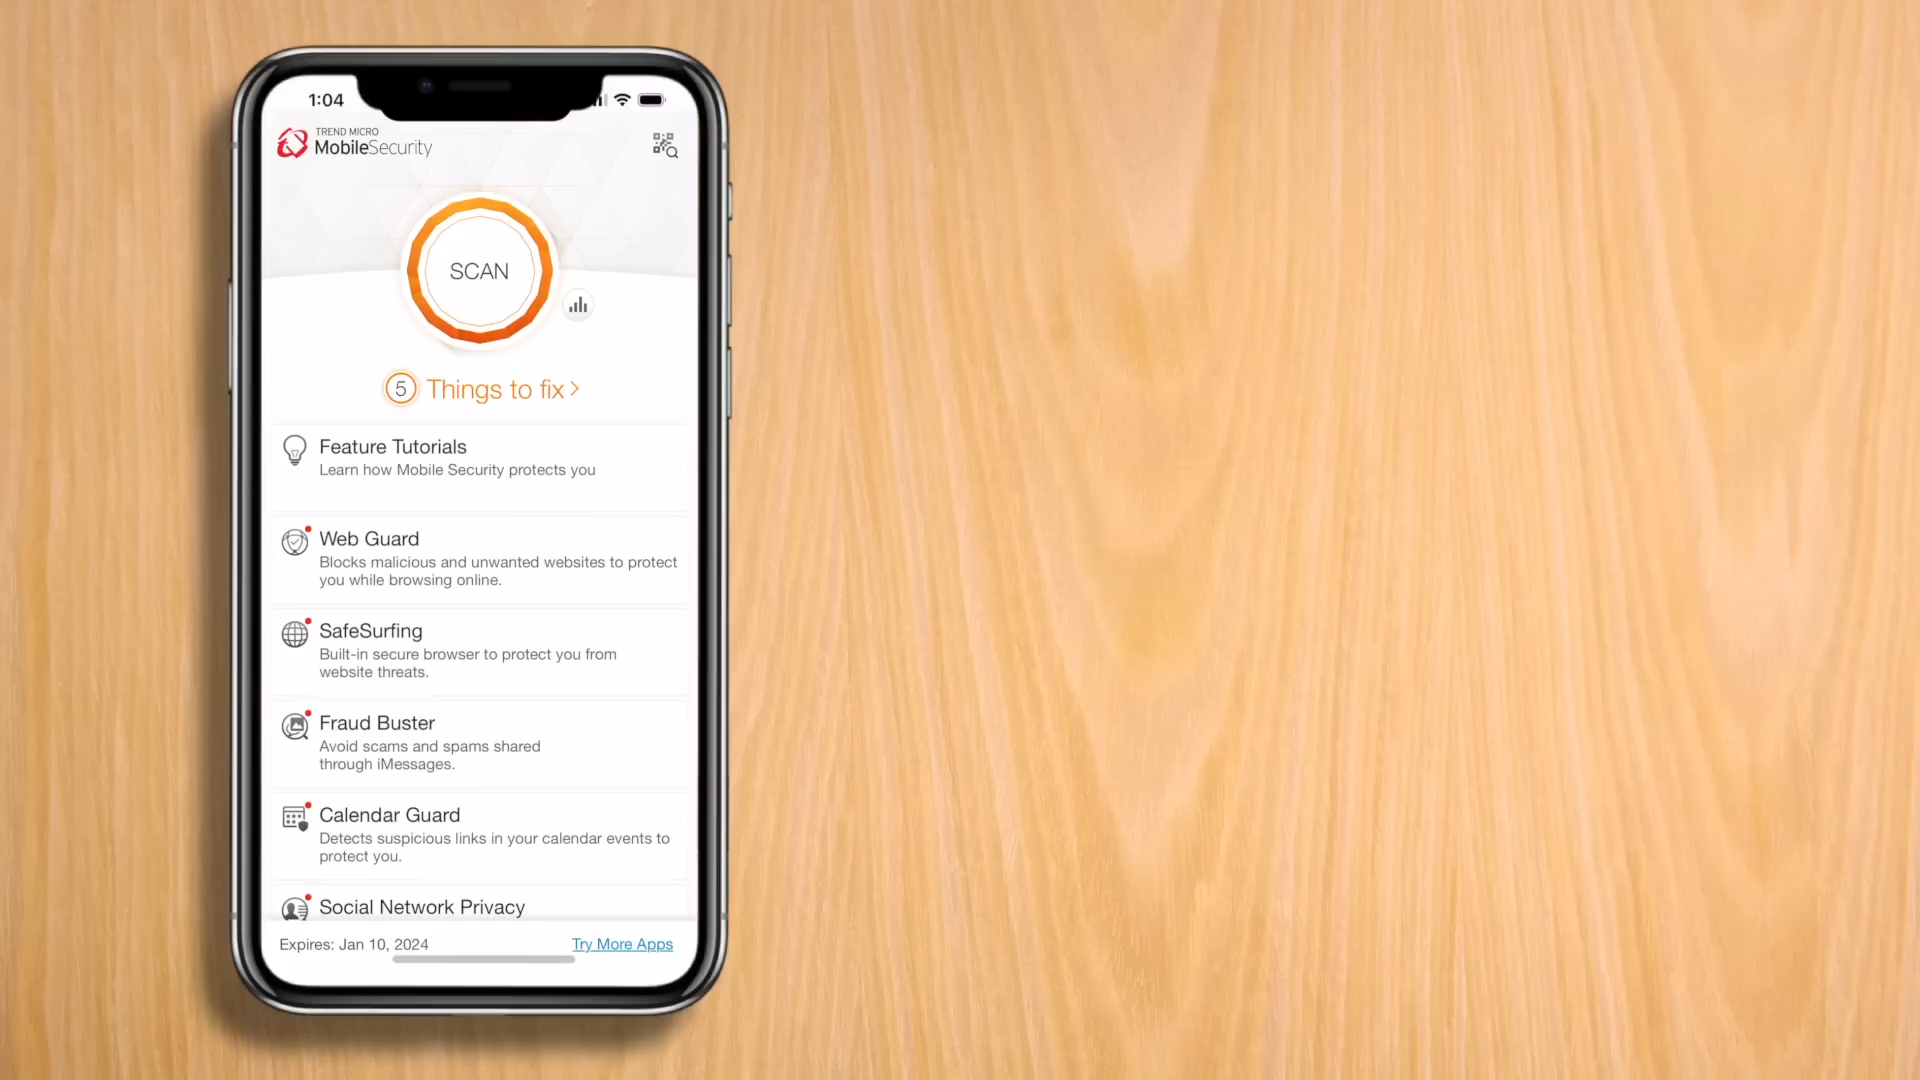 1:04
TREND MICRO
MobileSecurity
SCAN
5 Things to fix
Feature Tutorials
Learn how Mobile Security protects you
Web Guard
Blocks malicious and unwanted websites to protect
you while browsing online.
SafeSurfing
Built-in secure browser to protect you from
website threats.
Fraud Buster
Avoid scams and spams shared
through iMessages.
Calendar Guard
Detects suspicious links in your calendar events to
protect you.
Social Network Privacy
Expires: Jan 10, 2024
Try More Apps